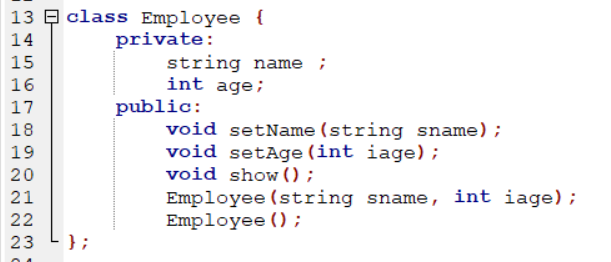 13 class Employee {
14 private:
15 string name ;
16 int age;
17 public:
18 void setName(string sname);
19 void setAge(int iage);
20 void show();
21 Employee(string sname, int iage);
22 Employee();
23 };